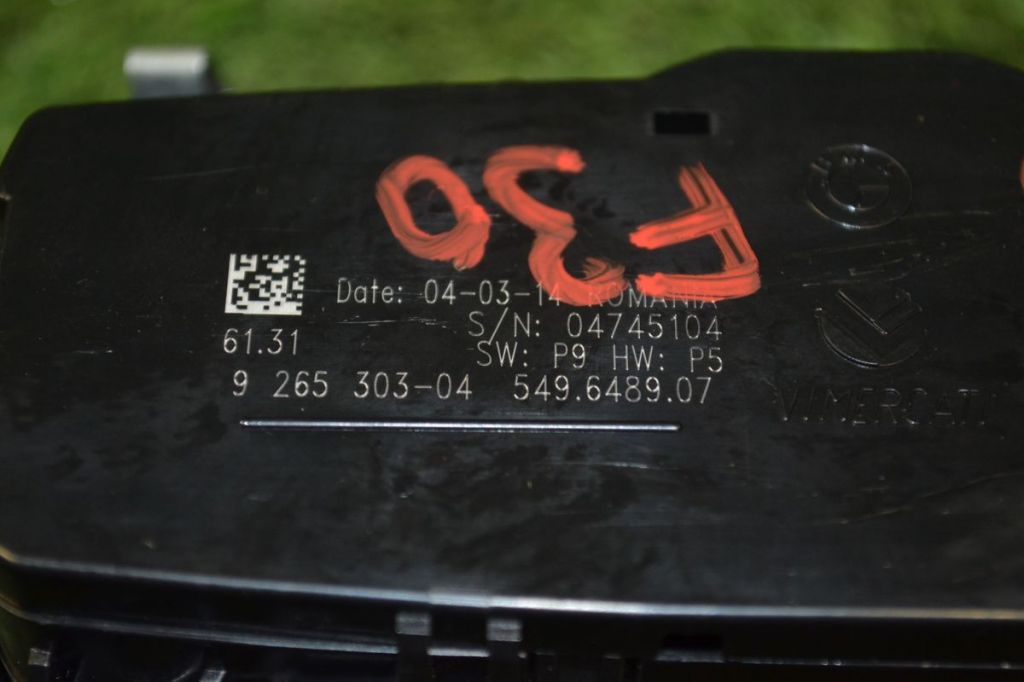 F30
Date: 04-03-14 ROMANIA
S/N: 04745104
61.31
SW: P9 HW: P5
9 265 303-04 549.6489.07
V.IMERCATI